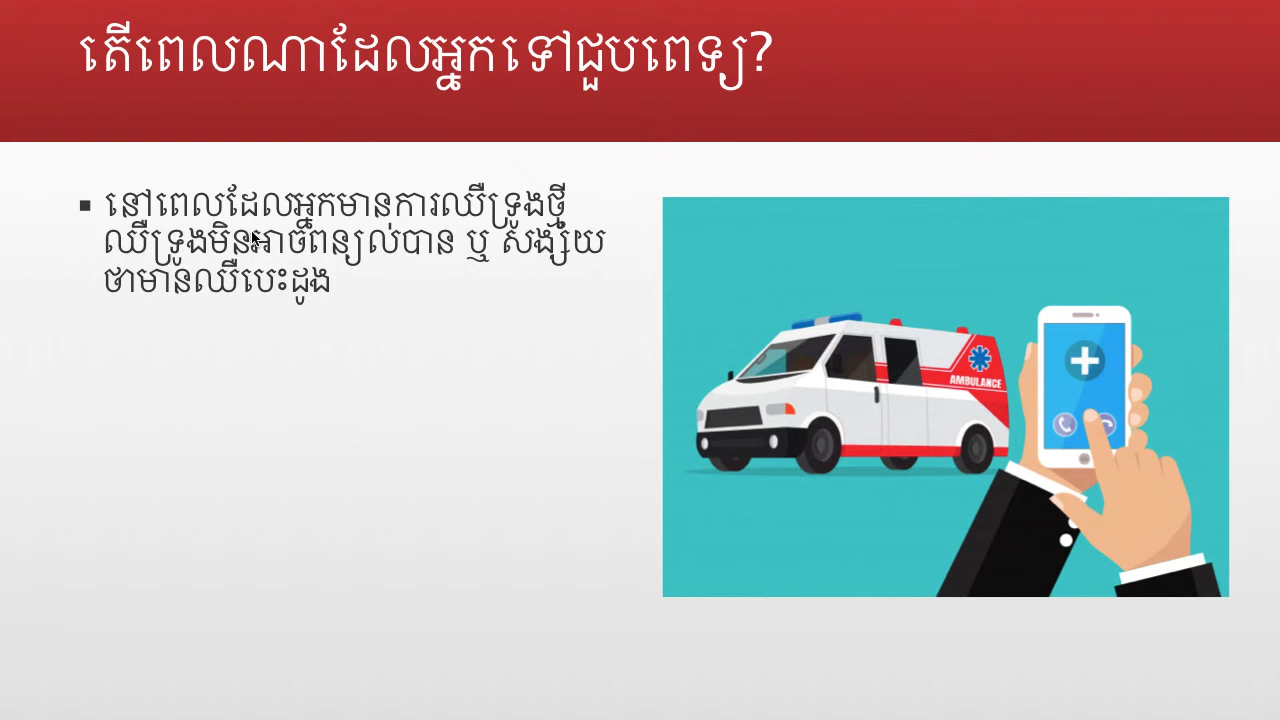 តើពេលណាដែលអ្នកទៅជួបពេទ្យ?
▪ នៅពេលដែលអ្នកមានការឈឺទ្រូងថ្មី
ឈឺទ្រូងមិនអាចពន្យល់បាន ឬ សង្ស័យ
ថាមានឈឺបេះដូង
AMBULANCE